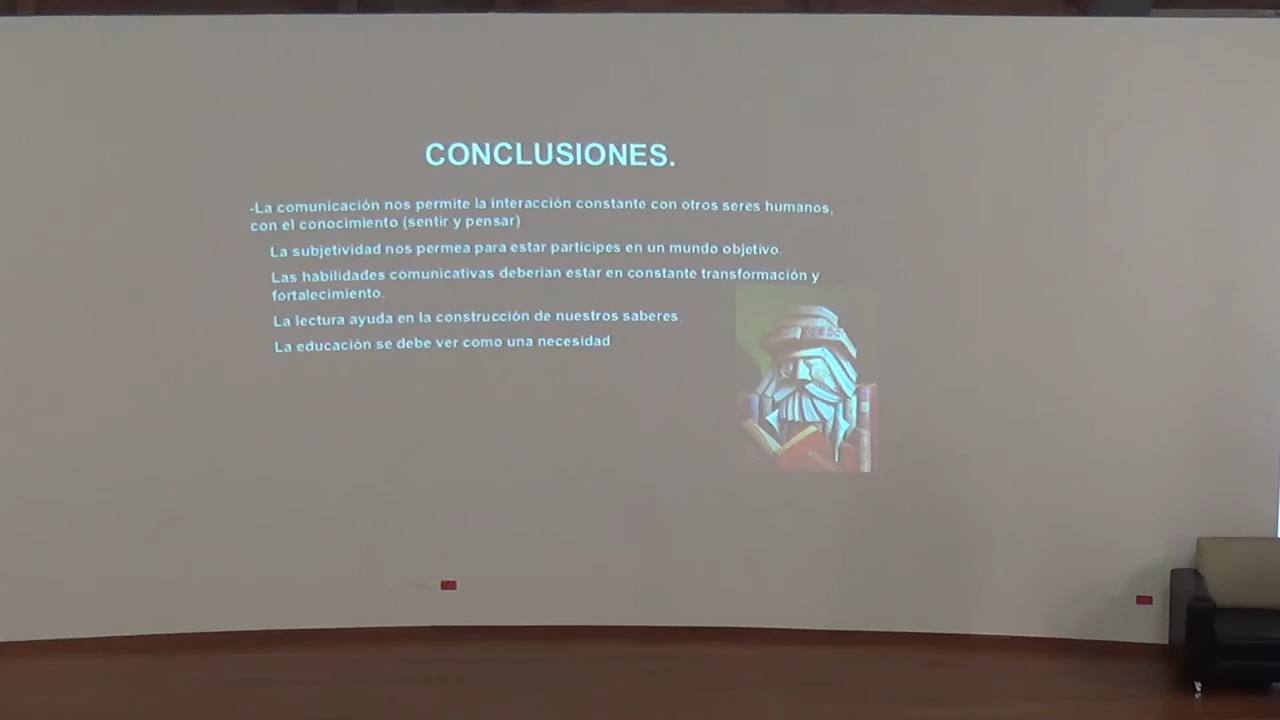 CONCLUSIONES.
-La comunicación nos permite la interacción constante con otros seres humanos,
con el conocimiento (sentir y pensar)
La subjetividad nos permea para estar participes en un mundo objetivo.
Las habilidades comunicativas deberian estar en constante transformación y
fortalecimiento.
La lectura ayuda en la construcción de nuestros saberes.
La educación se debe ver como una necesidad